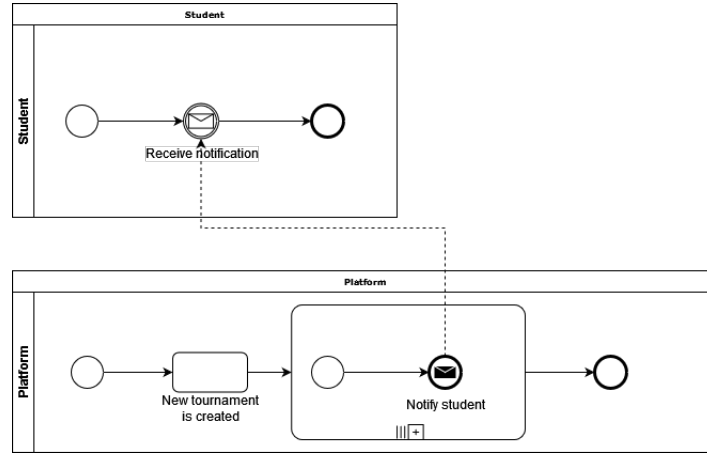 Student
Student
Receive notification
Platform
Platform
New tournament
is created
Notify student